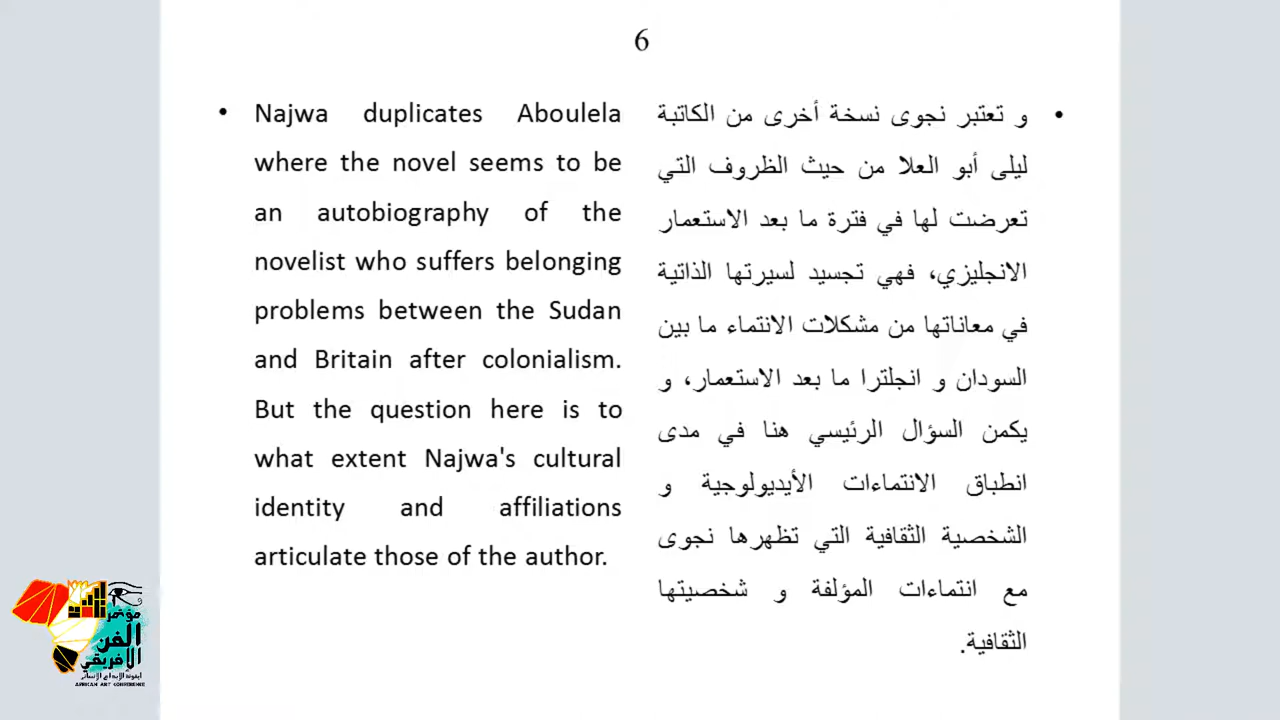 6
• Najwa duplicates Aboulela
where the novel seems to be
an autobiography of the
novelist who suffers belonging
problems between the Sudan
and Britain after colonialism.
But the question here is to
what extent Najwa's cultural
identity and affiliations
articulate those of the author.
• و تعتبر نجوى نسخة أخرى من الكاتبة
ليلى أبو العلا من حيث الظروف التي
تعرضت لها في فترة ما بعد الاستعمار
الانجليزي، فهي تجسيد لسيرتها الذاتية
في معاناتها من مشكلات الانتماء ما بين
السودان و انجلترا ما بعد الاستعمار، و
يكمن السؤال الرئيسي هنا في مدى
انطباق الانتماءات الأيديولوجية و
الشخصية الثقافية التي تظهرها نجوى
مع انتماءات المؤلفة و شخصيتها
الثقافية.
مؤتمر
الفن
الإفريقي
AFRICAN ART CONFERENCE